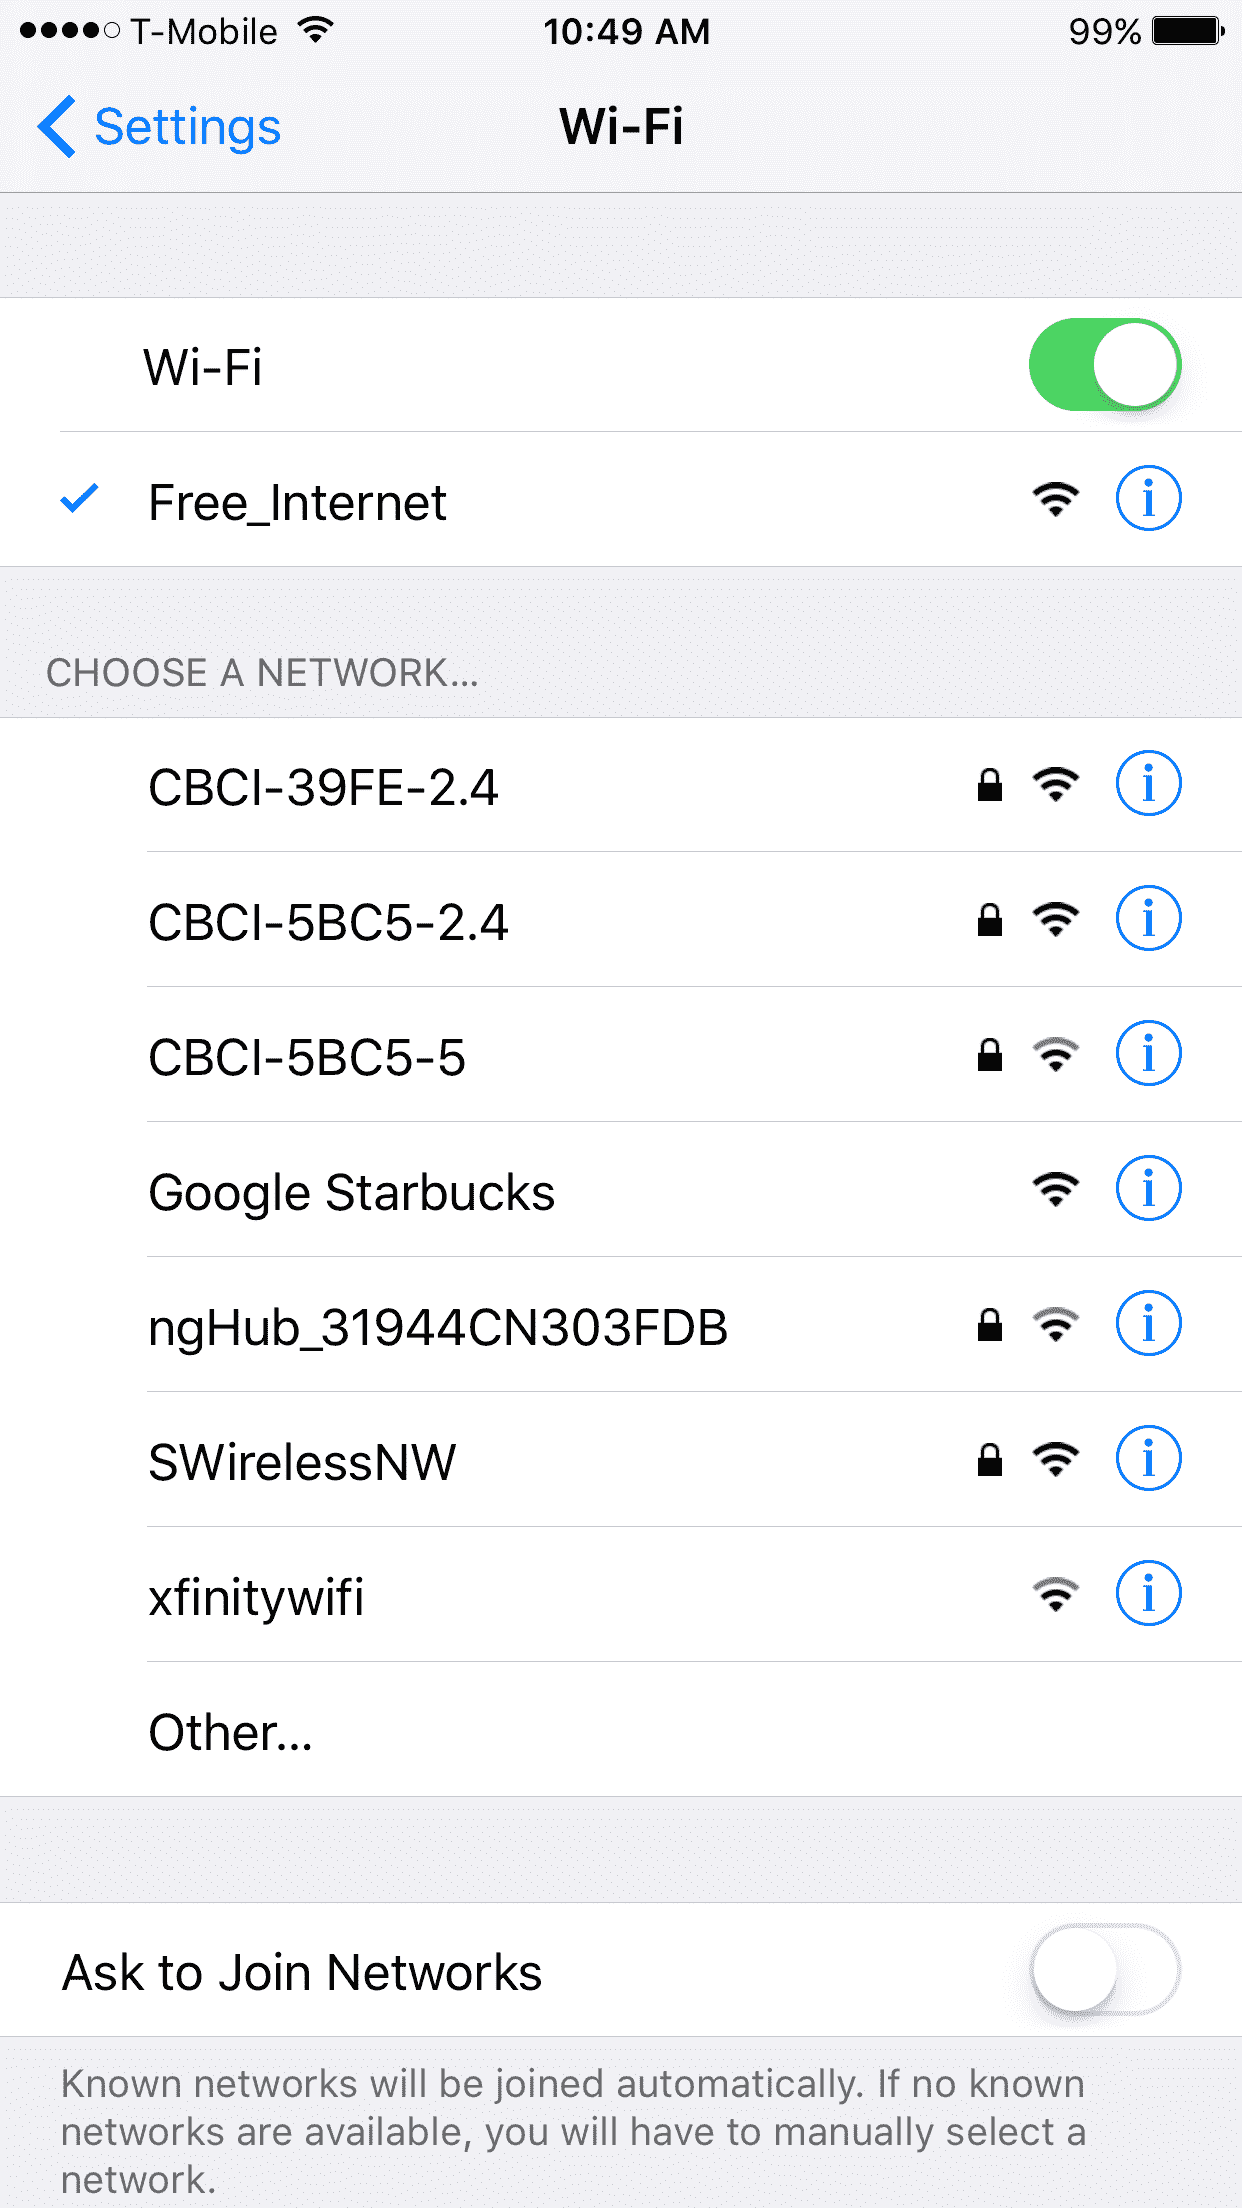 T-Mobile 10:49 AM 99%
Settings Wi-Fi
Wi-Fi
Free_Internet
CHOOSE A NETWORK...
CBCI-39FE-2.4
CBCI-5BC5-2.4
CBCI-5BC5-5
Google Starbucks
ngHub_31944CN303FDB
SWirelessNW
xfinitywifi
Other...
Ask to Join Networks
Known networks will be joined automatically. If no known
networks are available, you will have to manually select a
network.